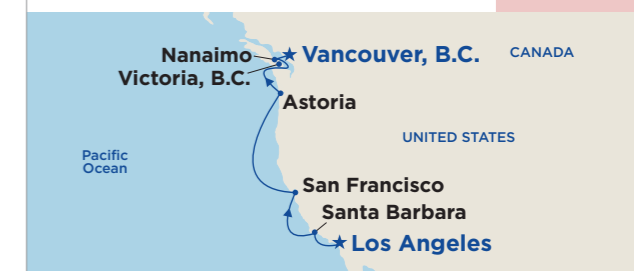 Nanaimo
Vancouver, B.C.
CANADA
Victoria, B.C.
Astoria
UNITED STATES
Pacific
Ocean
San Francisco
Santa Barbara
Los Angeles